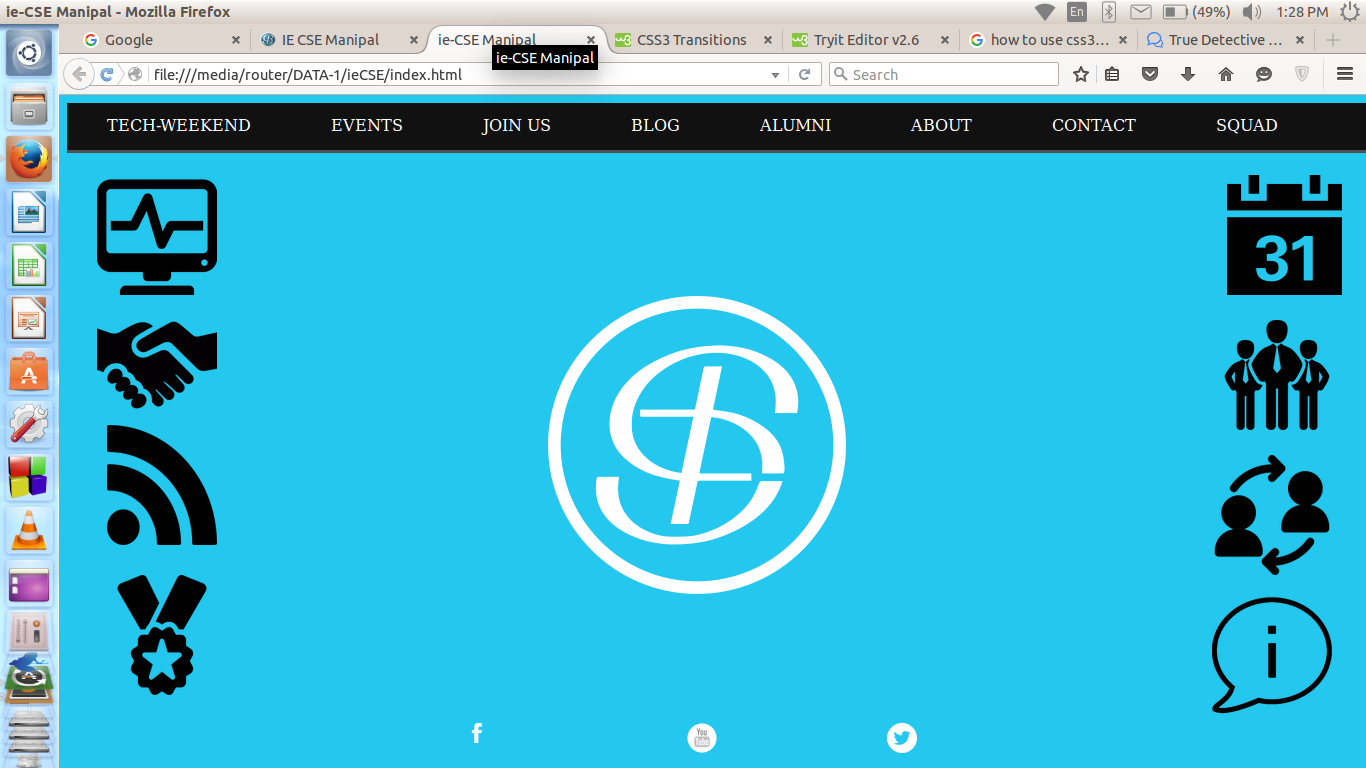 ie-CSE Manipal - Mozilla Firefox
En
(49%)
1:28 PM
Google
IE CSE Manipal
ie-CSE Manipal
CSS3 Transitions
Tryit Editor v2.6
how to use css3...
True Detective ...
ie-CSE Manipal
file:///media/router/DATA-1/ieCSE/index.html
Search
TECH-WEEKEND EVENTS JOIN US BLOG ALUMNI ABOUT CONTACT SQUAD
31
i
f
You
Tube